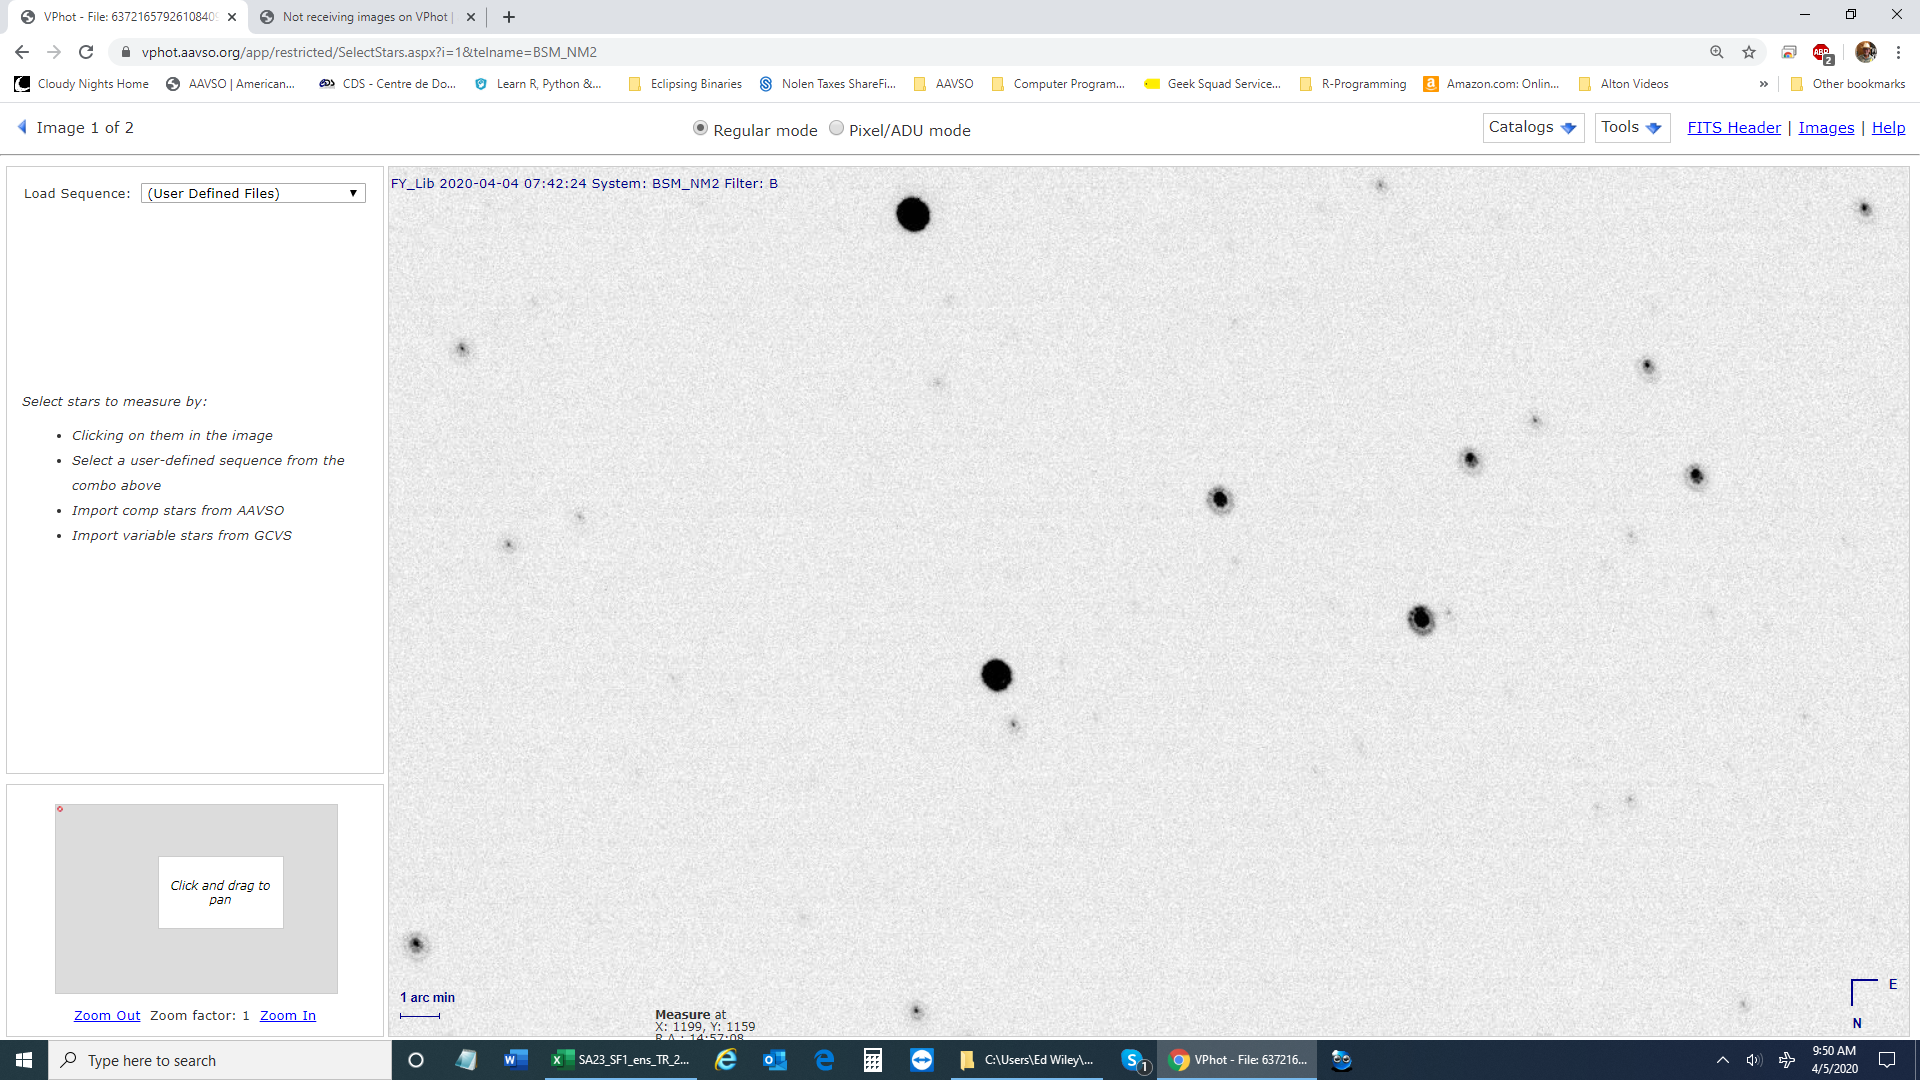 VPhot - File: 6372165792610840
Not receiving images on VPhot |
vphot.aavso.org/app/restricted/SelectStars.aspx?i=1&telname=BSM_NM2
ABP
2
Cloudy Nights Home
AAVSO | American...
CDS - Centre de Do...
Learn R, Python &...
Eclipsing Binaries
Nolen Taxes ShareFi...
AAVSO
Computer Program...
Geek Squad Service...
R-Programming
Amazon.com: Onlin...
Alton Videos
»
Other bookmarks
Image 1 of 2
Regular mode
Pixel/ADU mode
Catalogs
Tools
FITS Header | Images | Help
Load Sequence: (User Defined Files)
FY_Lib 2020-04-04 07:42:24 System: BSM_NM2 Filter: B
Select stars to measure by:
• Clicking on them in the image
• Select a user-defined sequence from the
combo above
• Import comp stars from AAVSO
• Import variable stars from GCVS
Click and drag to
pan
Zoom Out Zoom factor: 1 Zoom In
1 arc min
Measure at
X: 1199, Y: 1159
R.A.: 14:57:08
E
N
Type here to search
SA23_SF1_ens_TR_2...
C:\Users\Ed Wiley\...
1
VPhot - File: 637216...
9:50 AM
4/5/2020